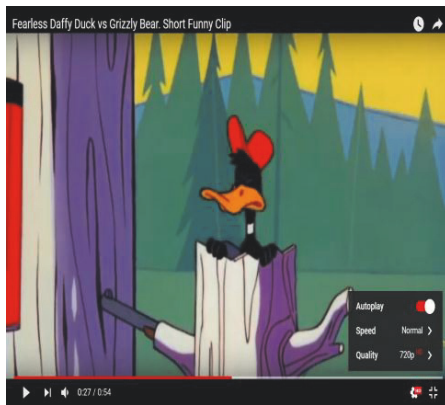 Fearless Daffy Duck vs Grizzly Bear. Short Funny Clip
Autoplay
Speed Normal
Quality 720p
0:27 / 0:54